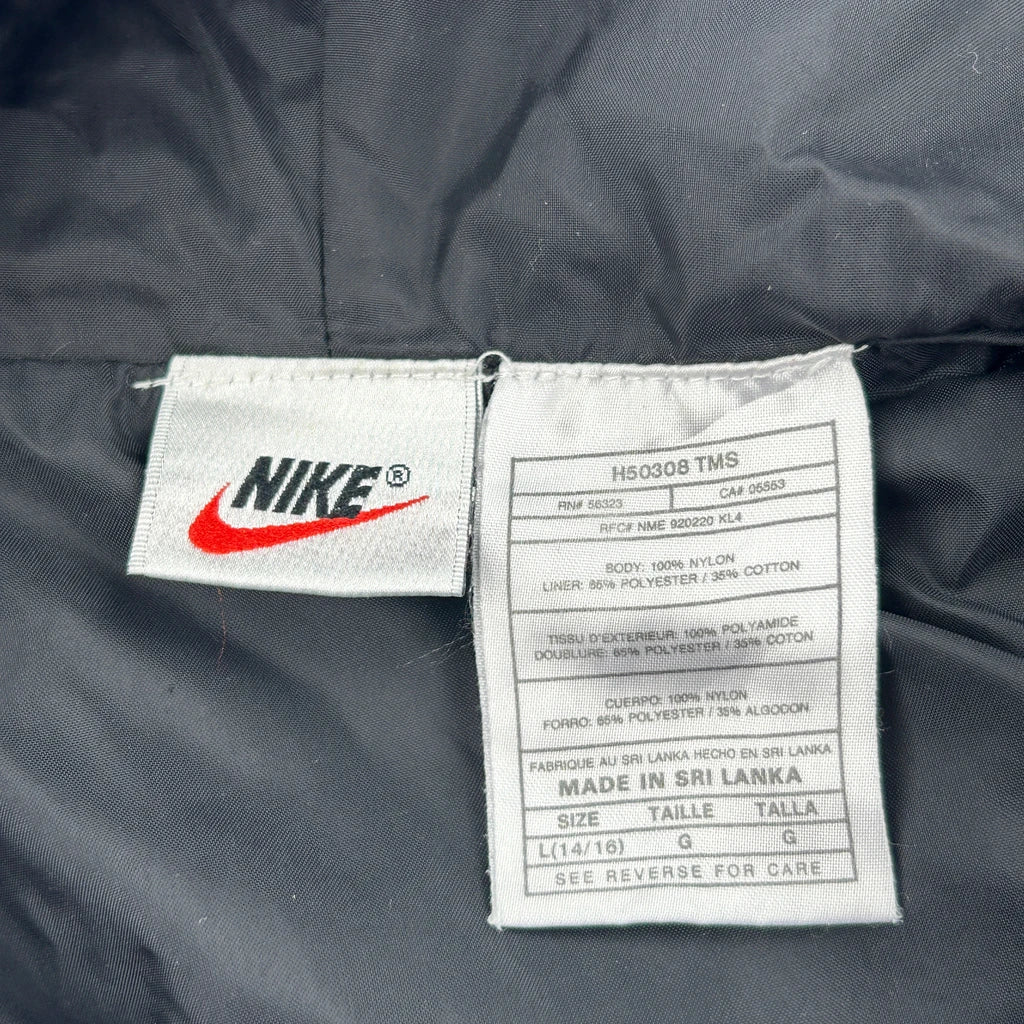 NIKE®
H50308 TMS
RN# 56323 CA# 05553
RFC# NME 920220 KL4
BODY: 100% NYLON
LINER: 65% POLYESTER / 35% COTTON
TISSU D'EXTERIEUR: 100% POLYAMIDE
DOUBLURE: 65% POLYESTER / 35% COTON
CUERPO: 100% NYLON
FORRO: 65% POLYESTER / 35% ALGODON
FABRIQUE AU SRI LANKA HECHO EN SRI LANKA
MADE IN SRI LANKA
SIZE TAILLE TALLA
L(14/16) G G
SEE REVERSE FOR CARE